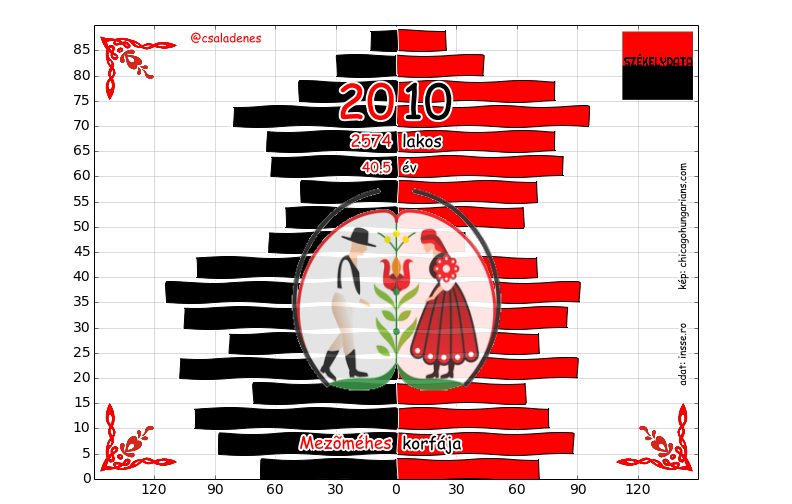 @csaladenes
SZÉKELYDATA
2010
2574 lakos
40.5 év
kép: chicagohungarians.com
adat: insse.ro
Mezőméhes korfája
85
80
75
70
65
60
55
50
45
40
35
30
25
20
15
10
5
0
120 90 60 30 0 30 60 90 120